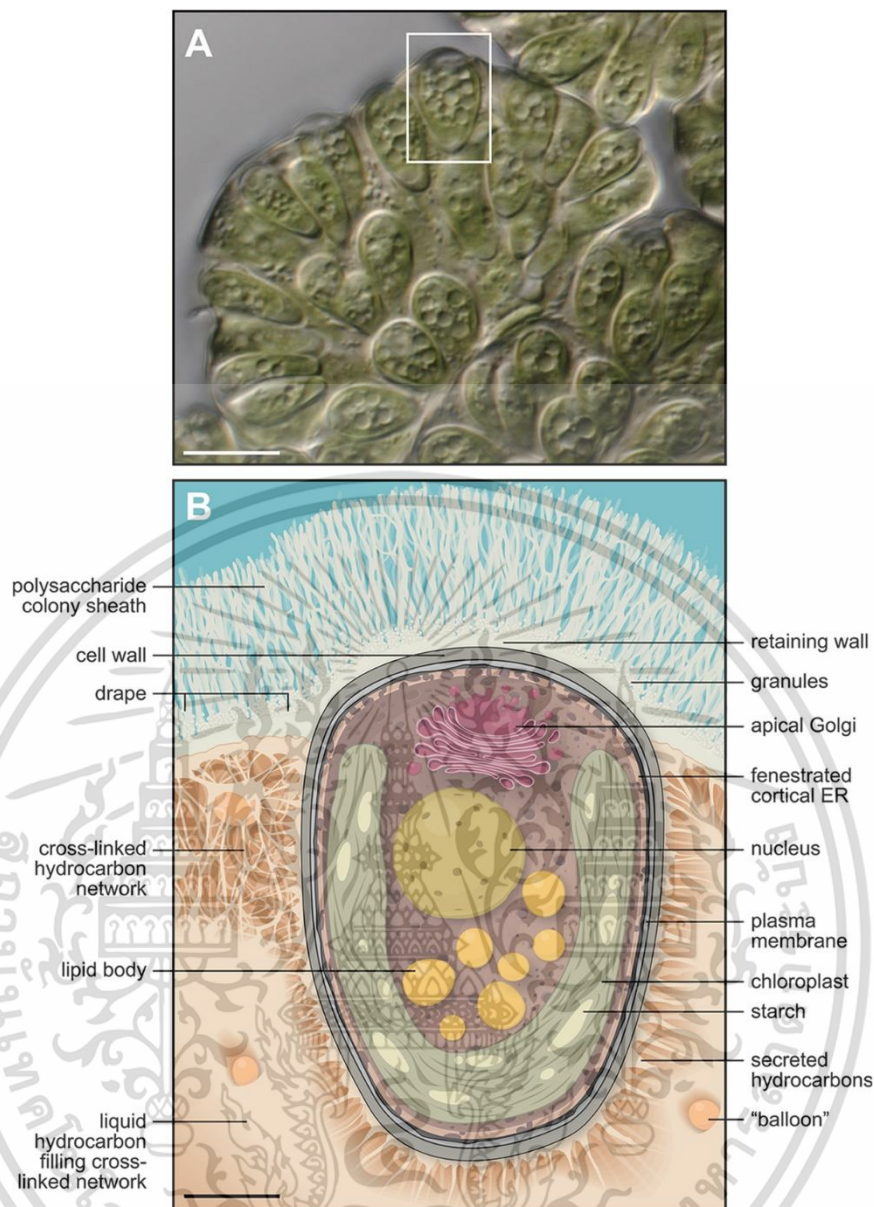 A
B
polysaccharide
colony sheath
cell wall
drape
cross-linked
hydrocarbon
network
lipid body
liquid
hydrocarbon
filling cross-
linked network
retaining wall
granules
apical Golgi
fenestrated
cortical ER
nucleus
plasma
membrane
chloroplast
starch
secreted
hydrocarbons
"balloon"